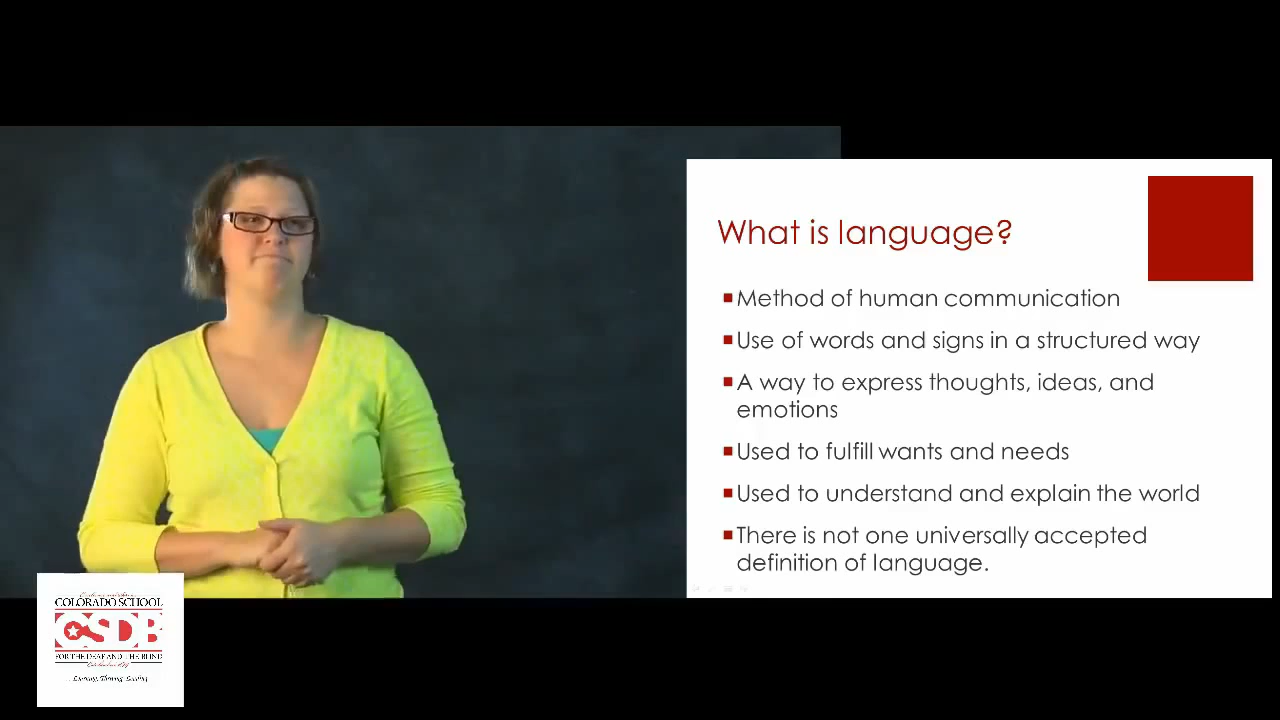 What is language?
Method of human communication
Use of words and signs in a structured way
A way to express thoughts, ideas, and
emotions
Used to fulfill wants and needs
Used to understand and explain the world
There is not one universally accepted
definition of language.
COLORADO SCHOOL
CSDB
FOR THE DEAF AND THE BLIND